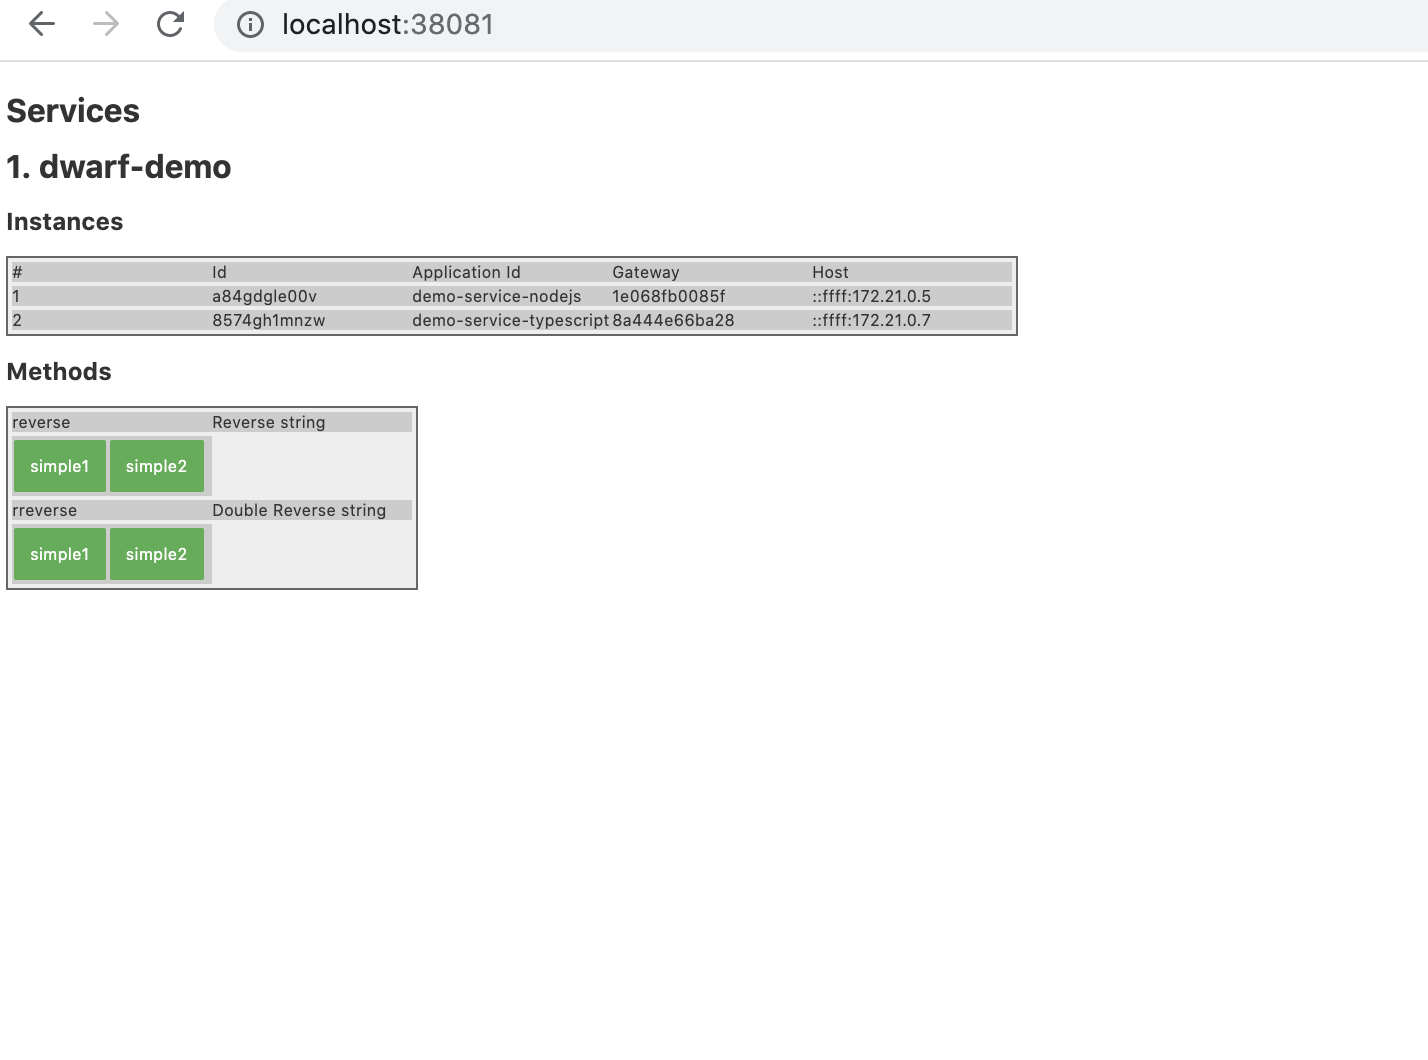 localhost:38081
Services
1. dwarf-demo
Instances
# Id Application Id Gateway Host
1 a84gdgle00v demo-service-nodejs 1e068fb0085f ::ffff:172.21.0.5
2 8574gh1mnzw demo-service-typescript 8a444e66ba28 ::ffff:172.21.0.7
Methods
reverse Reverse string
simple1 simple2
rreverse Double Reverse string
simple1 simple2